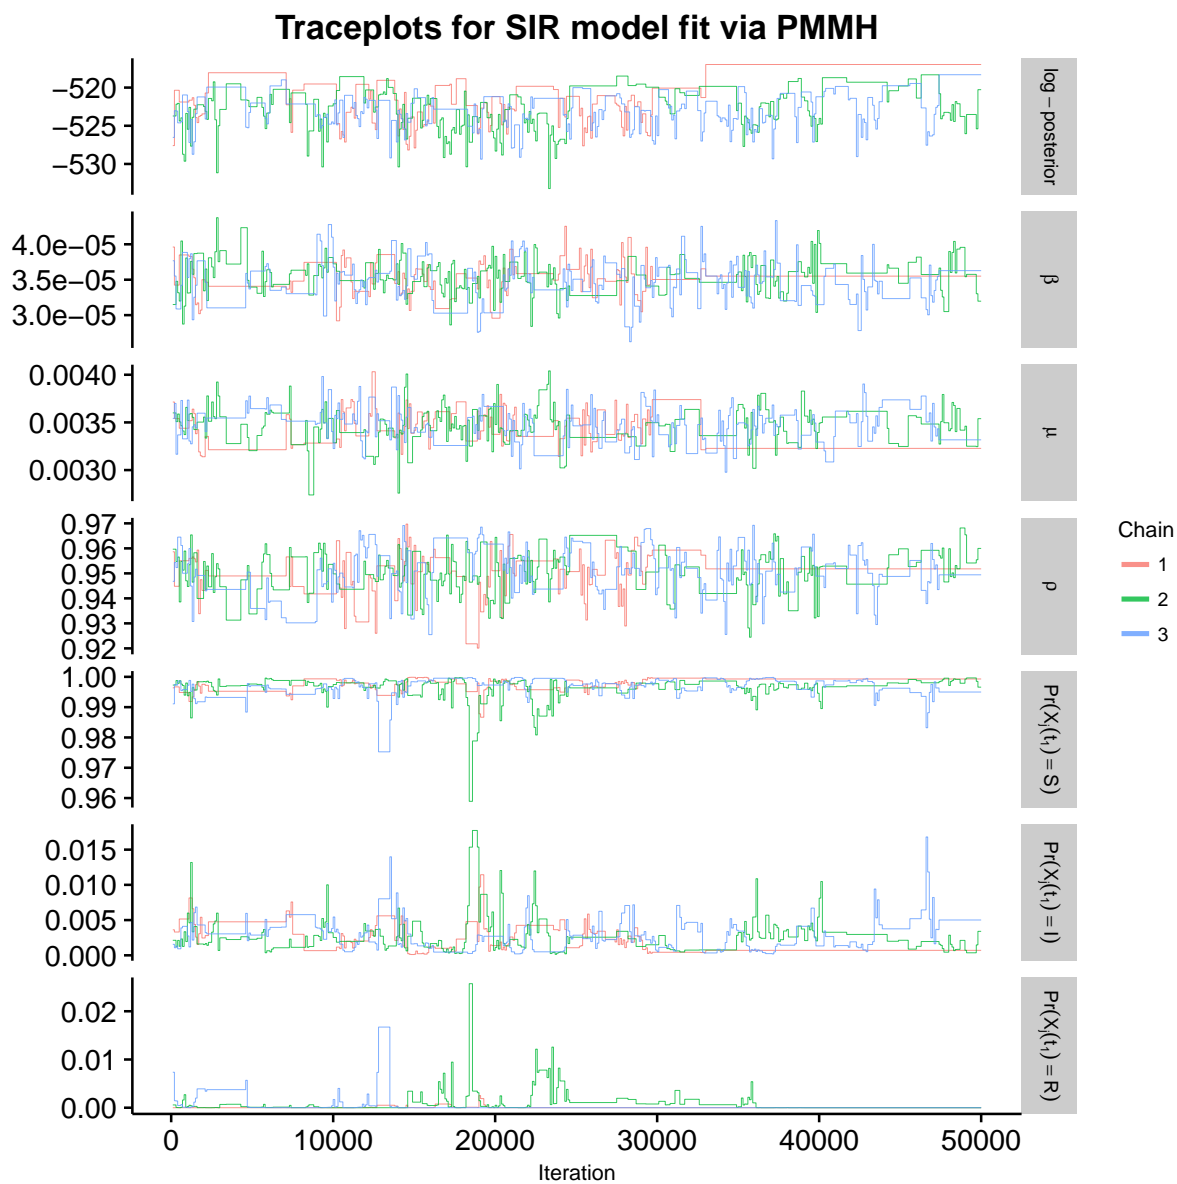 Traceplots for SIR model fit via PMMH
−520
−525
−530
log − posterior
4.0e−05
3.5e−05
3.0e−05
β
0.0040
0.0035
0.0030
μ
0.97
0.96
0.95
0.94
0.93
0.92
ρ
Chain
1
2
3
1.00
0.99
0.98
0.97
0.96
Pr(Xj(t1) = S)
0.015
0.010
0.005
0.000
Pr(Xj(t1) = I)
0.02
0.01
0.00
Pr(Xj(t1) = R)
0 10000 20000 30000 40000 50000
Iteration